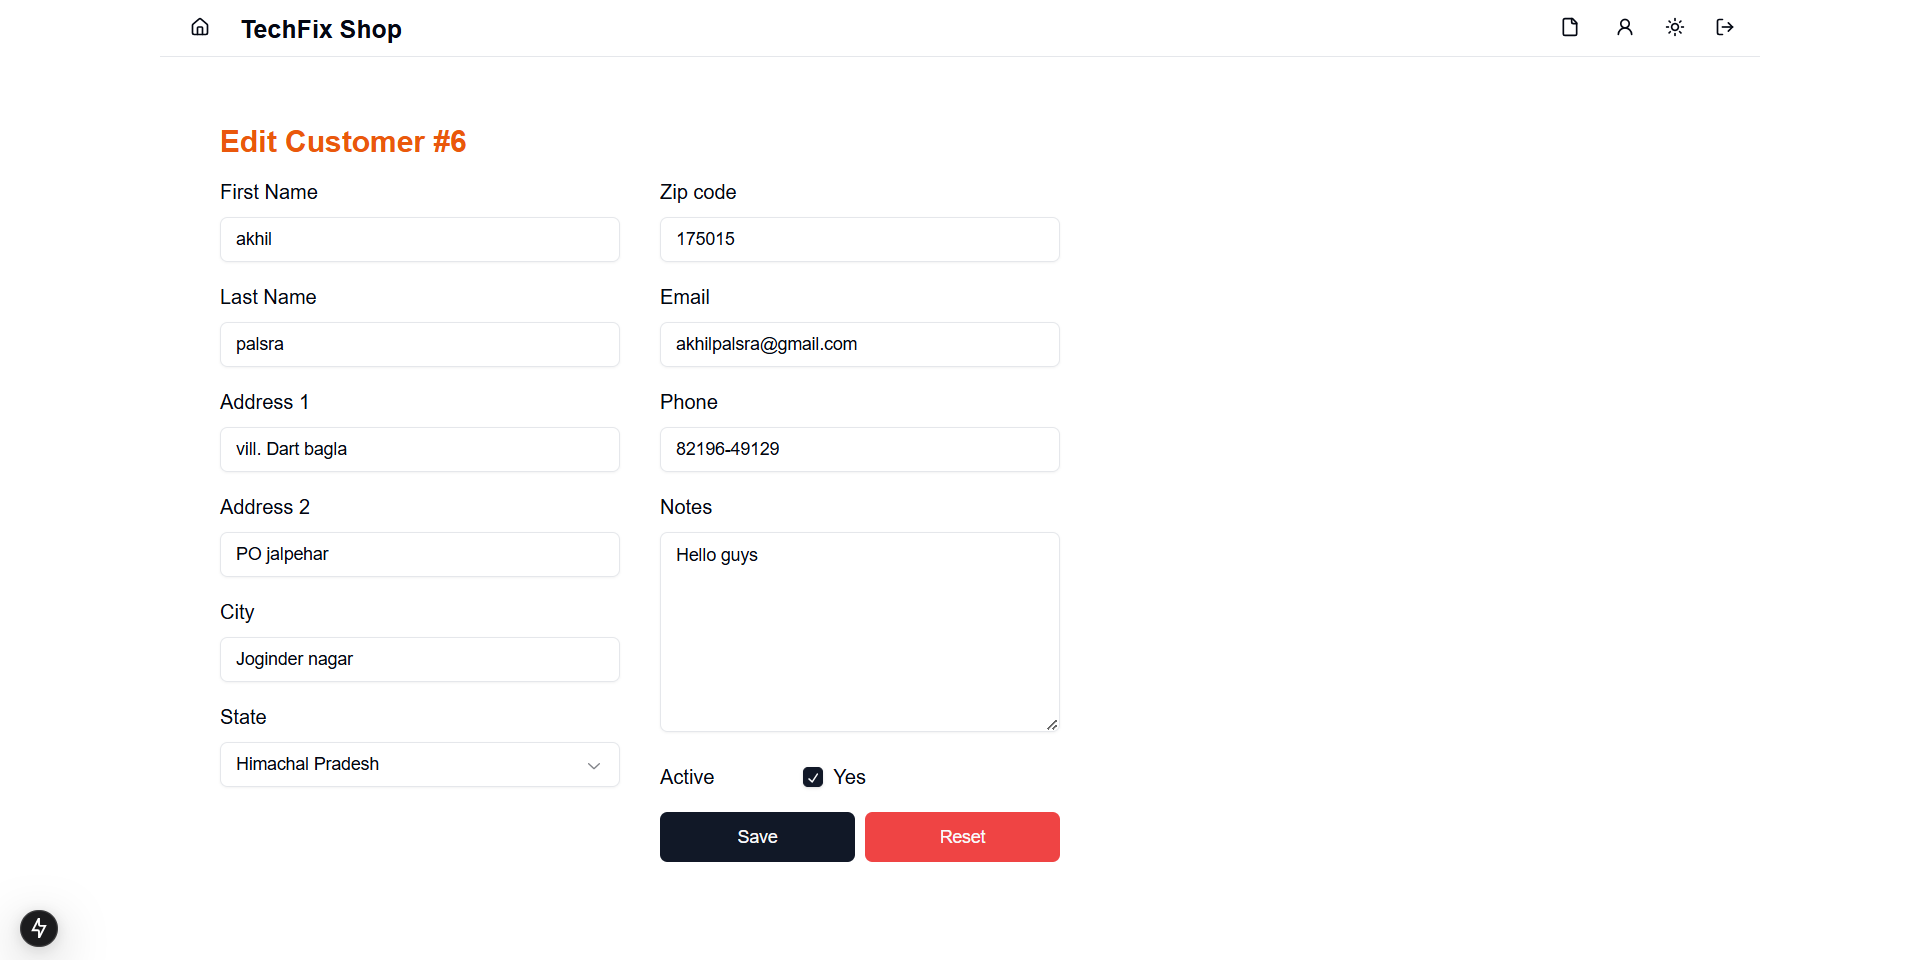 TechFix Shop
Edit Customer #6
First Name
akhil
Last Name
palsra
Address 1
vill. Dart bagla
Address 2
PO jalpehar
City
Joginder nagar
State
Himachal Pradesh
Zip code
175015
Email
akhilpalsra@gmail.com
Phone
82196-49129
Notes
Hello guys
Active
Yes
Save
Reset